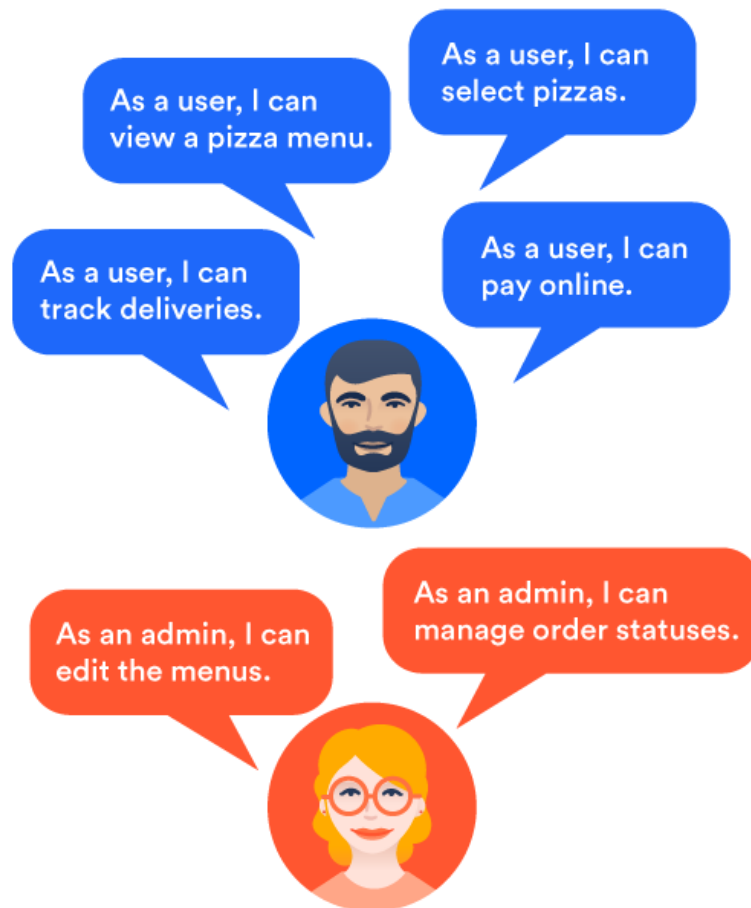 As a user, I can
select pizzas.
As a user, I can
view a pizza menu.
As a user, I can
pay online.
As a user, I can
track deliveries.
As an admin, I can
manage order statuses.
As an admin, I can
edit the menus.